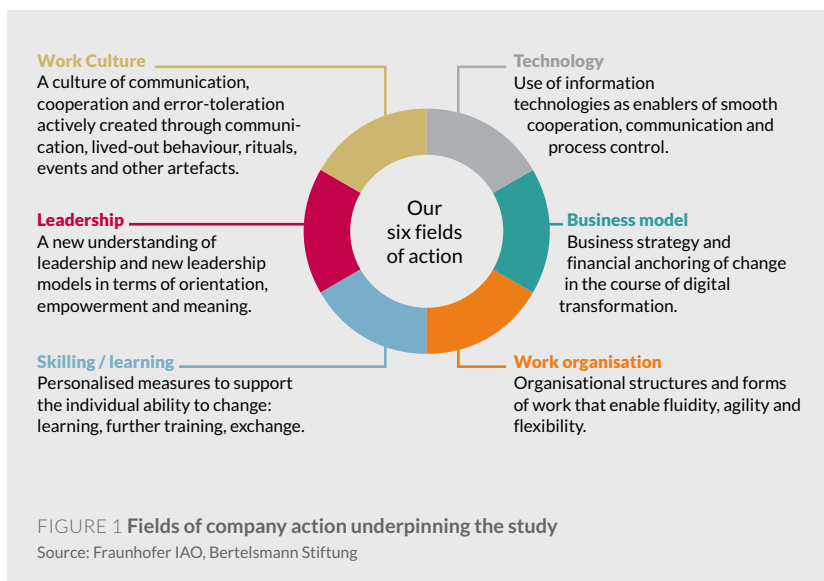 Work Culture
A culture of communication,
cooperation and error-toleration
actively created through communi-
cation, lived-out behaviour, rituals,
events and other artefacts.
Technology
Use of information
technologies as enablers of smooth
cooperation, communication and
process control.
Leadership
A new understanding of
leadership and new leadership
models in terms of orientation,
empowerment and meaning.
Our
six fields
of action
Business model
Business strategy and
financial anchoring of change
in the course of digital
transformation.
Skilling / learning
Personalised measures to support
the individual ability to change:
learning, further training, exchange.
Work organisation
Organisational structures and forms
of work that enable fluidity, agility and
flexibility.
FIGURE 1 Fields of company action underpinning the study
Source: Fraunhofer IAO, Bertelsmann Stiftung